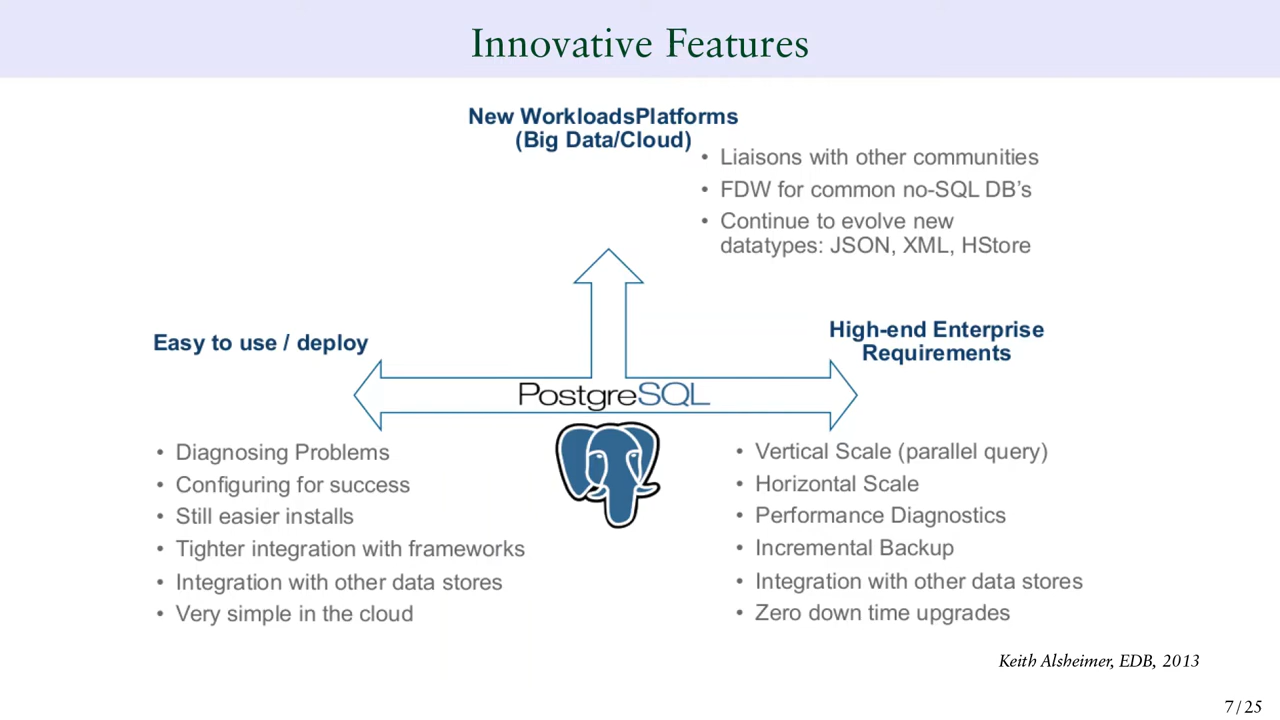 Innovative Features
New WorkloadsPlatforms
(Big Data/Cloud)
• Liaisons with other communities
• FDW for common no-SQL DB's
• Continue to evolve new
datatypes: JSON, XML, HStore
Easy to use / deploy
High-end Enterprise
Requirements
PostgreSQL
• Diagnosing Problems
• Configuring for success
• Still easier installs
• Tighter integration with frameworks
• Integration with other data stores
• Very simple in the cloud
• Vertical Scale (parallel query)
• Horizontal Scale
• Performance Diagnostics
• Incremental Backup
• Integration with other data stores
• Zero down time upgrades
Keith Alsheimer, EDB, 2013
7 / 25